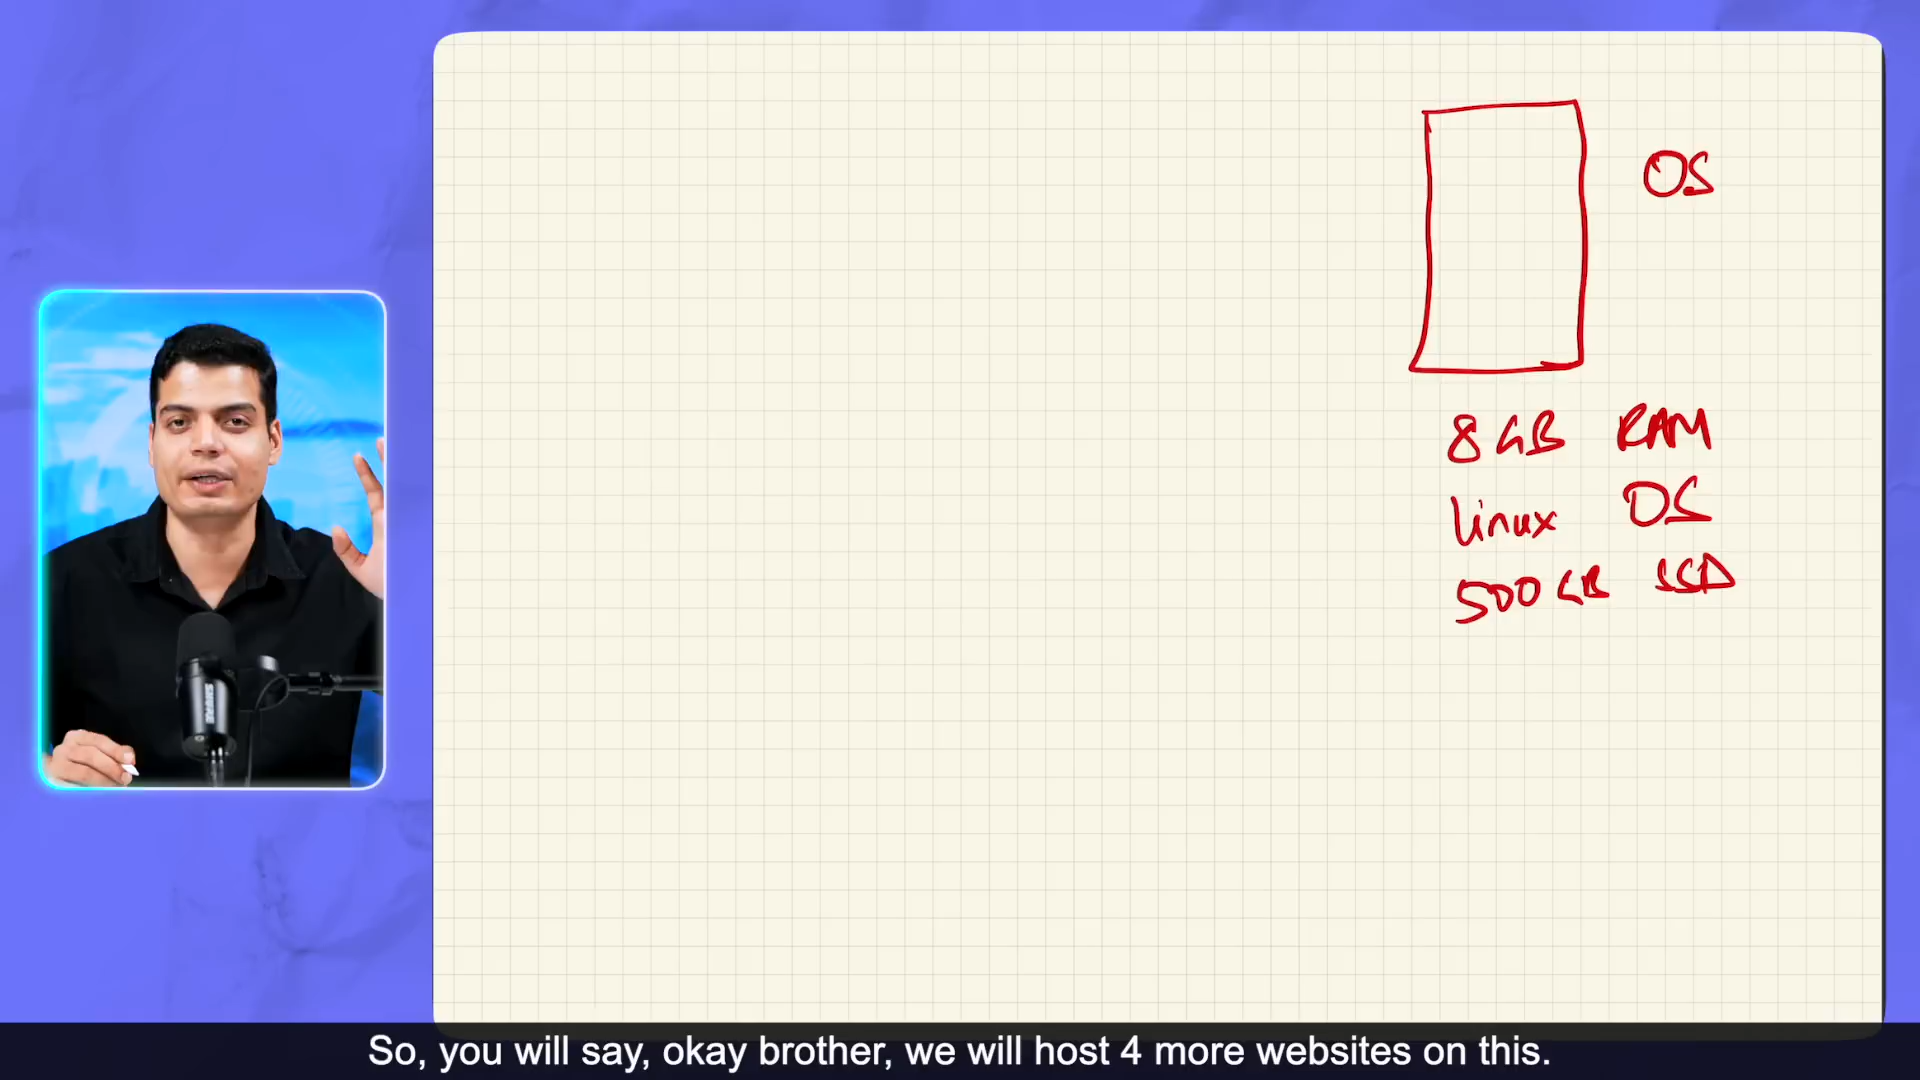 OS
8 GB RAM
Linux OS
500 GB SSD
SHURE
So, you will say, okay brother, we will host 4 more websites on this.